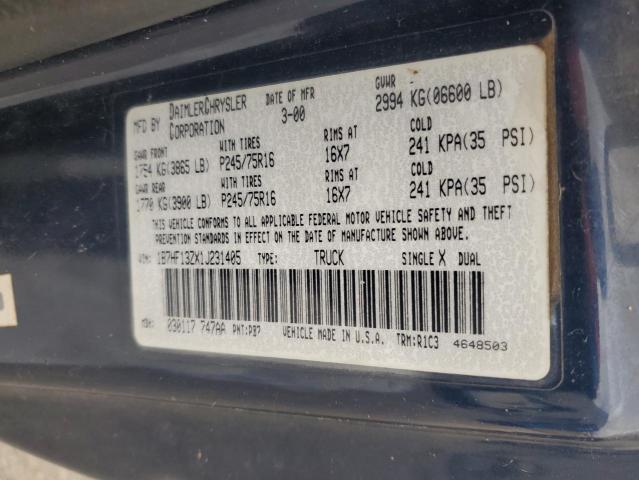 MFD BY DAIMLERCHRYSLER CORPORATION DATE OF MFR 3-00 GVWR - 2994 KG(06600 LB)
GAWR FRONT WITH TIRES RIMS AT COLD
1754 KG(3865 LB) P245/75R16 16X7 241 KPA(35 PSI)
GAWR REAR WITH TIRES RIMS AT COLD
1770 KG(3900 LB) P245/75R16 16X7 241 KPA(35 PSI)
THIS VEHICLE CONFORMS TO ALL APPLICABLE FEDERAL MOTOR VEHICLE SAFETY AND THEFT
PREVENTION STANDARDS IN EFFECT ON THE DATE OF MANUFACTURE SHOWN ABOVE.
VIN: 1B7HF13ZX1J231405 TYPE: TRUCK SINGLE X DUAL
MDH: 030117 747AA PNT:PB7 VEHICLE MADE IN U.S.A. TRM:R1C3 4648503